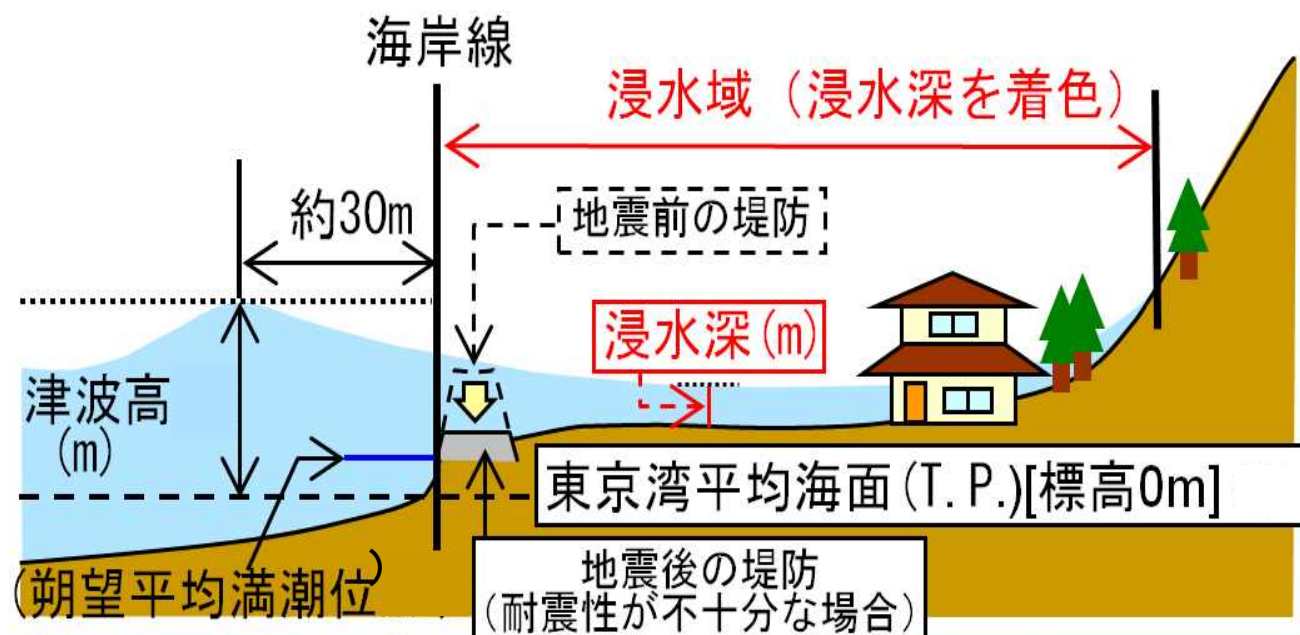 海岸線
浸水域（浸水深を着色）
約30m
地震前の堤防
浸水深(m)
津波高
(m)
東京湾平均海面(T.P.)[標高0m]
(朔望平均満潮位)
地震後の堤防
(耐震性が不十分な場合)